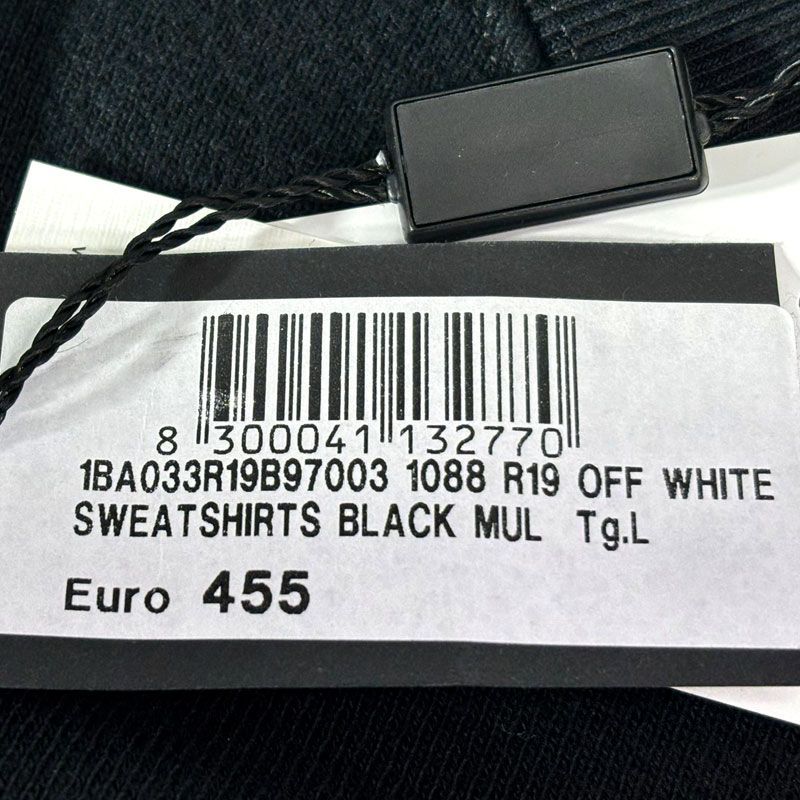 8 300041 132770
1BA033R19B97003 1088 R19 OFF WHITE
SWEATSHIRTS BLACK MUL Tg.L
Euro 455